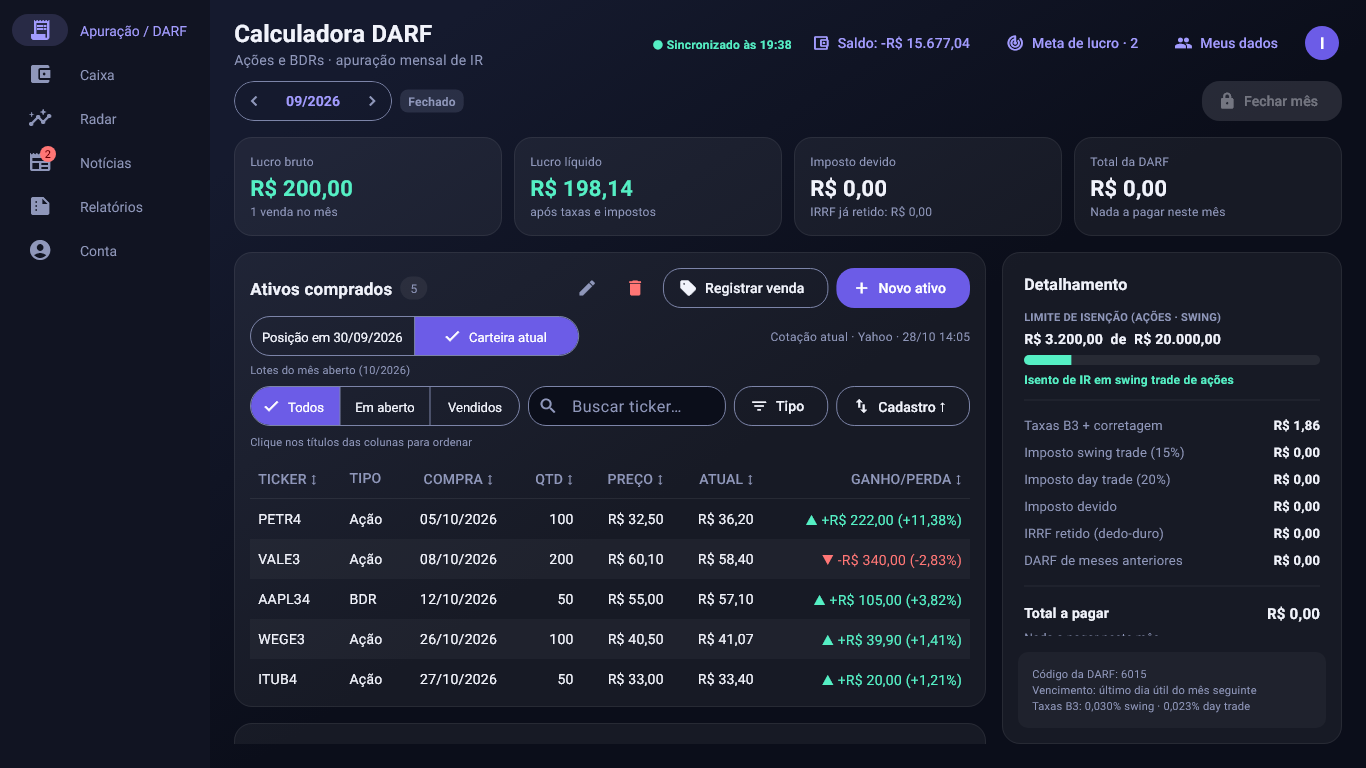 Apuração / DARF
Caixa
Radar
2
Notícias
Relatórios
Conta
Calculadora DARF
Ações e BDRs · apuração mensal de IR
Sincronizado às 19:38
Saldo: -R$ 15.677,04
Meta de lucro · 2
Meus dados
I
09/2026
Fechado
Fechar mês
Lucro bruto
R$ 200,00
1 venda no mês
Lucro líquido
R$ 198,14
após taxas e impostos
Imposto devido
R$ 0,00
IRRF já retido: R$ 0,00
Total da DARF
R$ 0,00
Nada a pagar neste mês
Ativos comprados 5
Registrar venda
+ Novo ativo
Posição em 30/09/2026
Carteira atual
Cotação atual · Yahoo · 28/10 14:05
Lotes do mês aberto (10/2026)
Todos
Em aberto
Vendidos
Buscar ticker...
Tipo
Cadastro ↑
Clique nos títulos das colunas para ordenar
TICKER ↕ TIPO COMPRA ↕ QTD ↕ PREÇO ↕ ATUAL ↕ GANHO/PERDA ↕
PETR4 Ação 05/10/2026 100 R$ 32,50 R$ 36,20 ▲ +R$ 222,00 (+11,38%)
VALE3 Ação 08/10/2026 200 R$ 60,10 R$ 58,40 ▼ -R$ 340,00 (-2,83%)
AAPL34 BDR 12/10/2026 50 R$ 55,00 R$ 57,10 ▲ +R$ 105,00 (+3,82%)
WEGE3 Ação 26/10/2026 100 R$ 40,50 R$ 41,07 ▲ +R$ 39,90 (+1,41%)
ITUB4 Ação 27/10/2026 50 R$ 33,00 R$ 33,40 ▲ +R$ 20,00 (+1,21%)
Detalhamento
LIMITE DE ISENÇÃO (AÇÕES · SWING)
R$ 3.200,00 de R$ 20.000,00
Isento de IR em swing trade de ações
Taxas B3 + corretagem R$ 1,86
Imposto swing trade (15%) R$ 0,00
Imposto day trade (20%) R$ 0,00
Imposto devido R$ 0,00
IRRF retido (dedo-duro) R$ 0,00
DARF de meses anteriores R$ 0,00
Total a pagar R$ 0,00
Código da DARF: 6015
Vencimento: último dia útil do mês seguinte
Taxas B3: 0,030% swing · 0,023% day trade